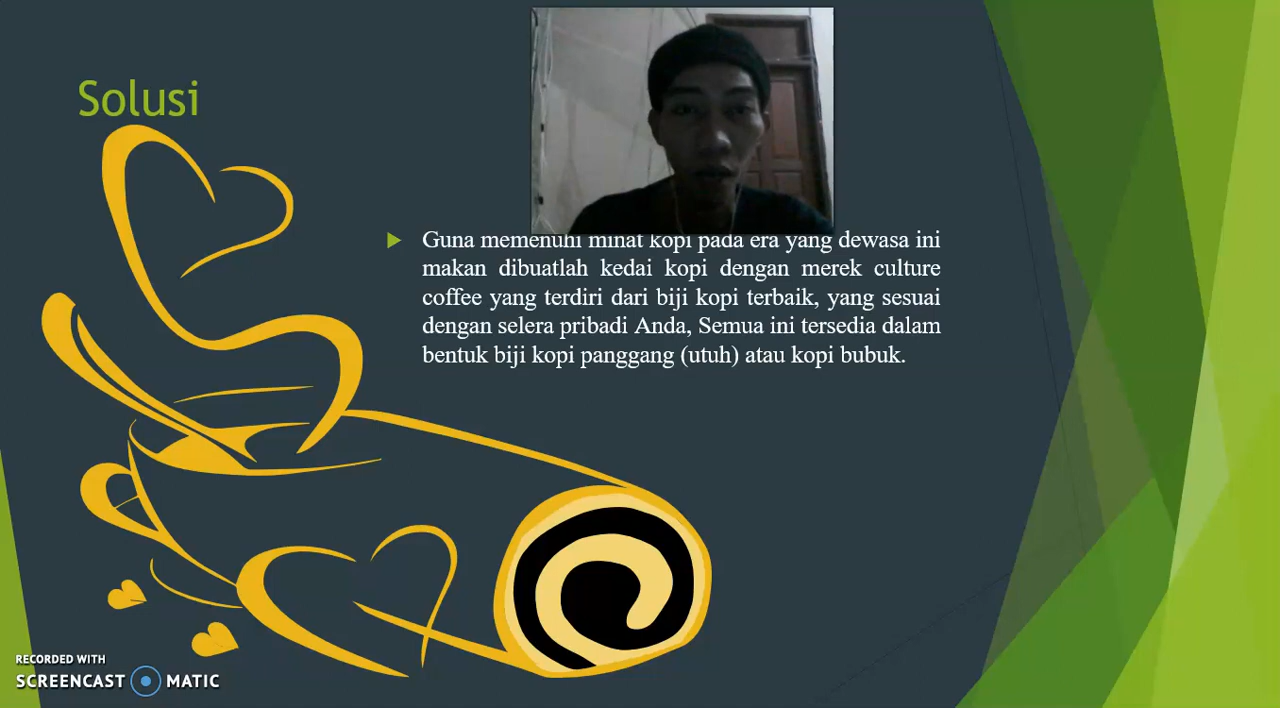 Solusi
Guna memenuhi minat kopi pada era yang dewasa ini
makan dibuatlah kedai kopi dengan merek culture
coffee yang terdiri dari biji kopi terbaik, yang sesuai
dengan selera pribadi Anda, Semua ini tersedia dalam
bentuk biji kopi panggang (utuh) atau kopi bubuk.
RECORDED WITH
SCREENCAST MATIC